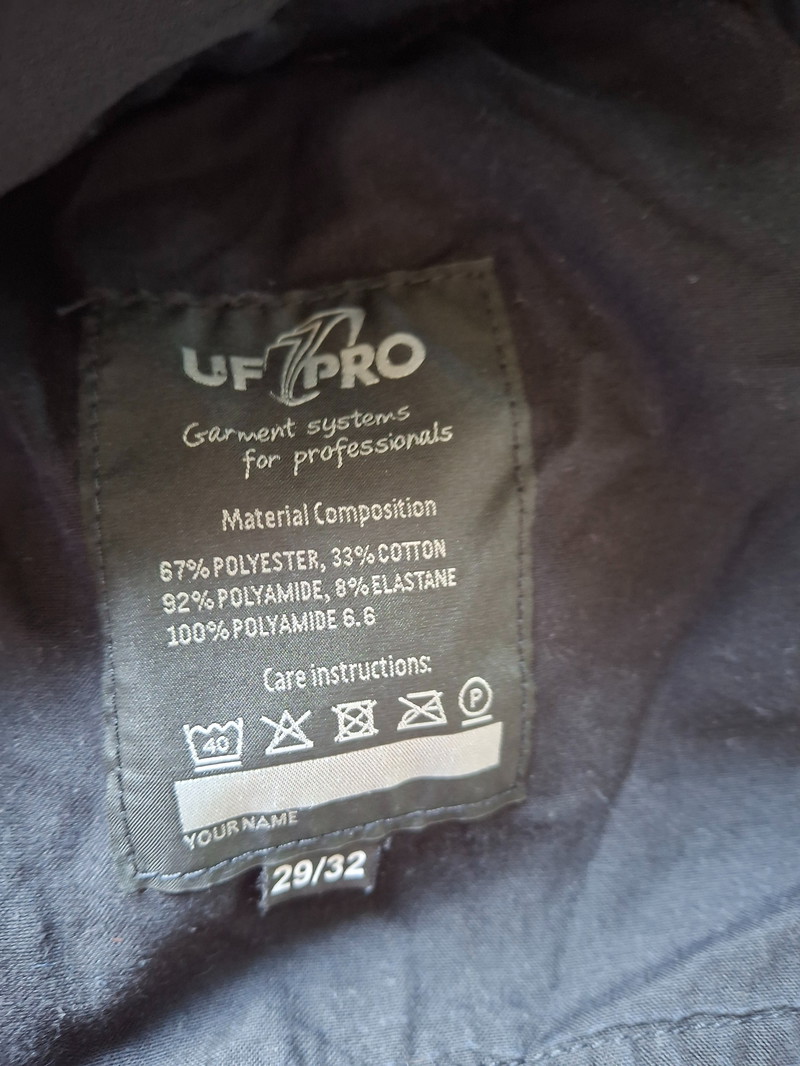 UF PRO
Garment systems
for professionals
Material Composition
67% POLYESTER, 33% COTTON
92% POLYAMIDE, 8% ELASTANE
100% POLYAMIDE 6.6
Care instructions:
40 P
YOUR NAME
29/32